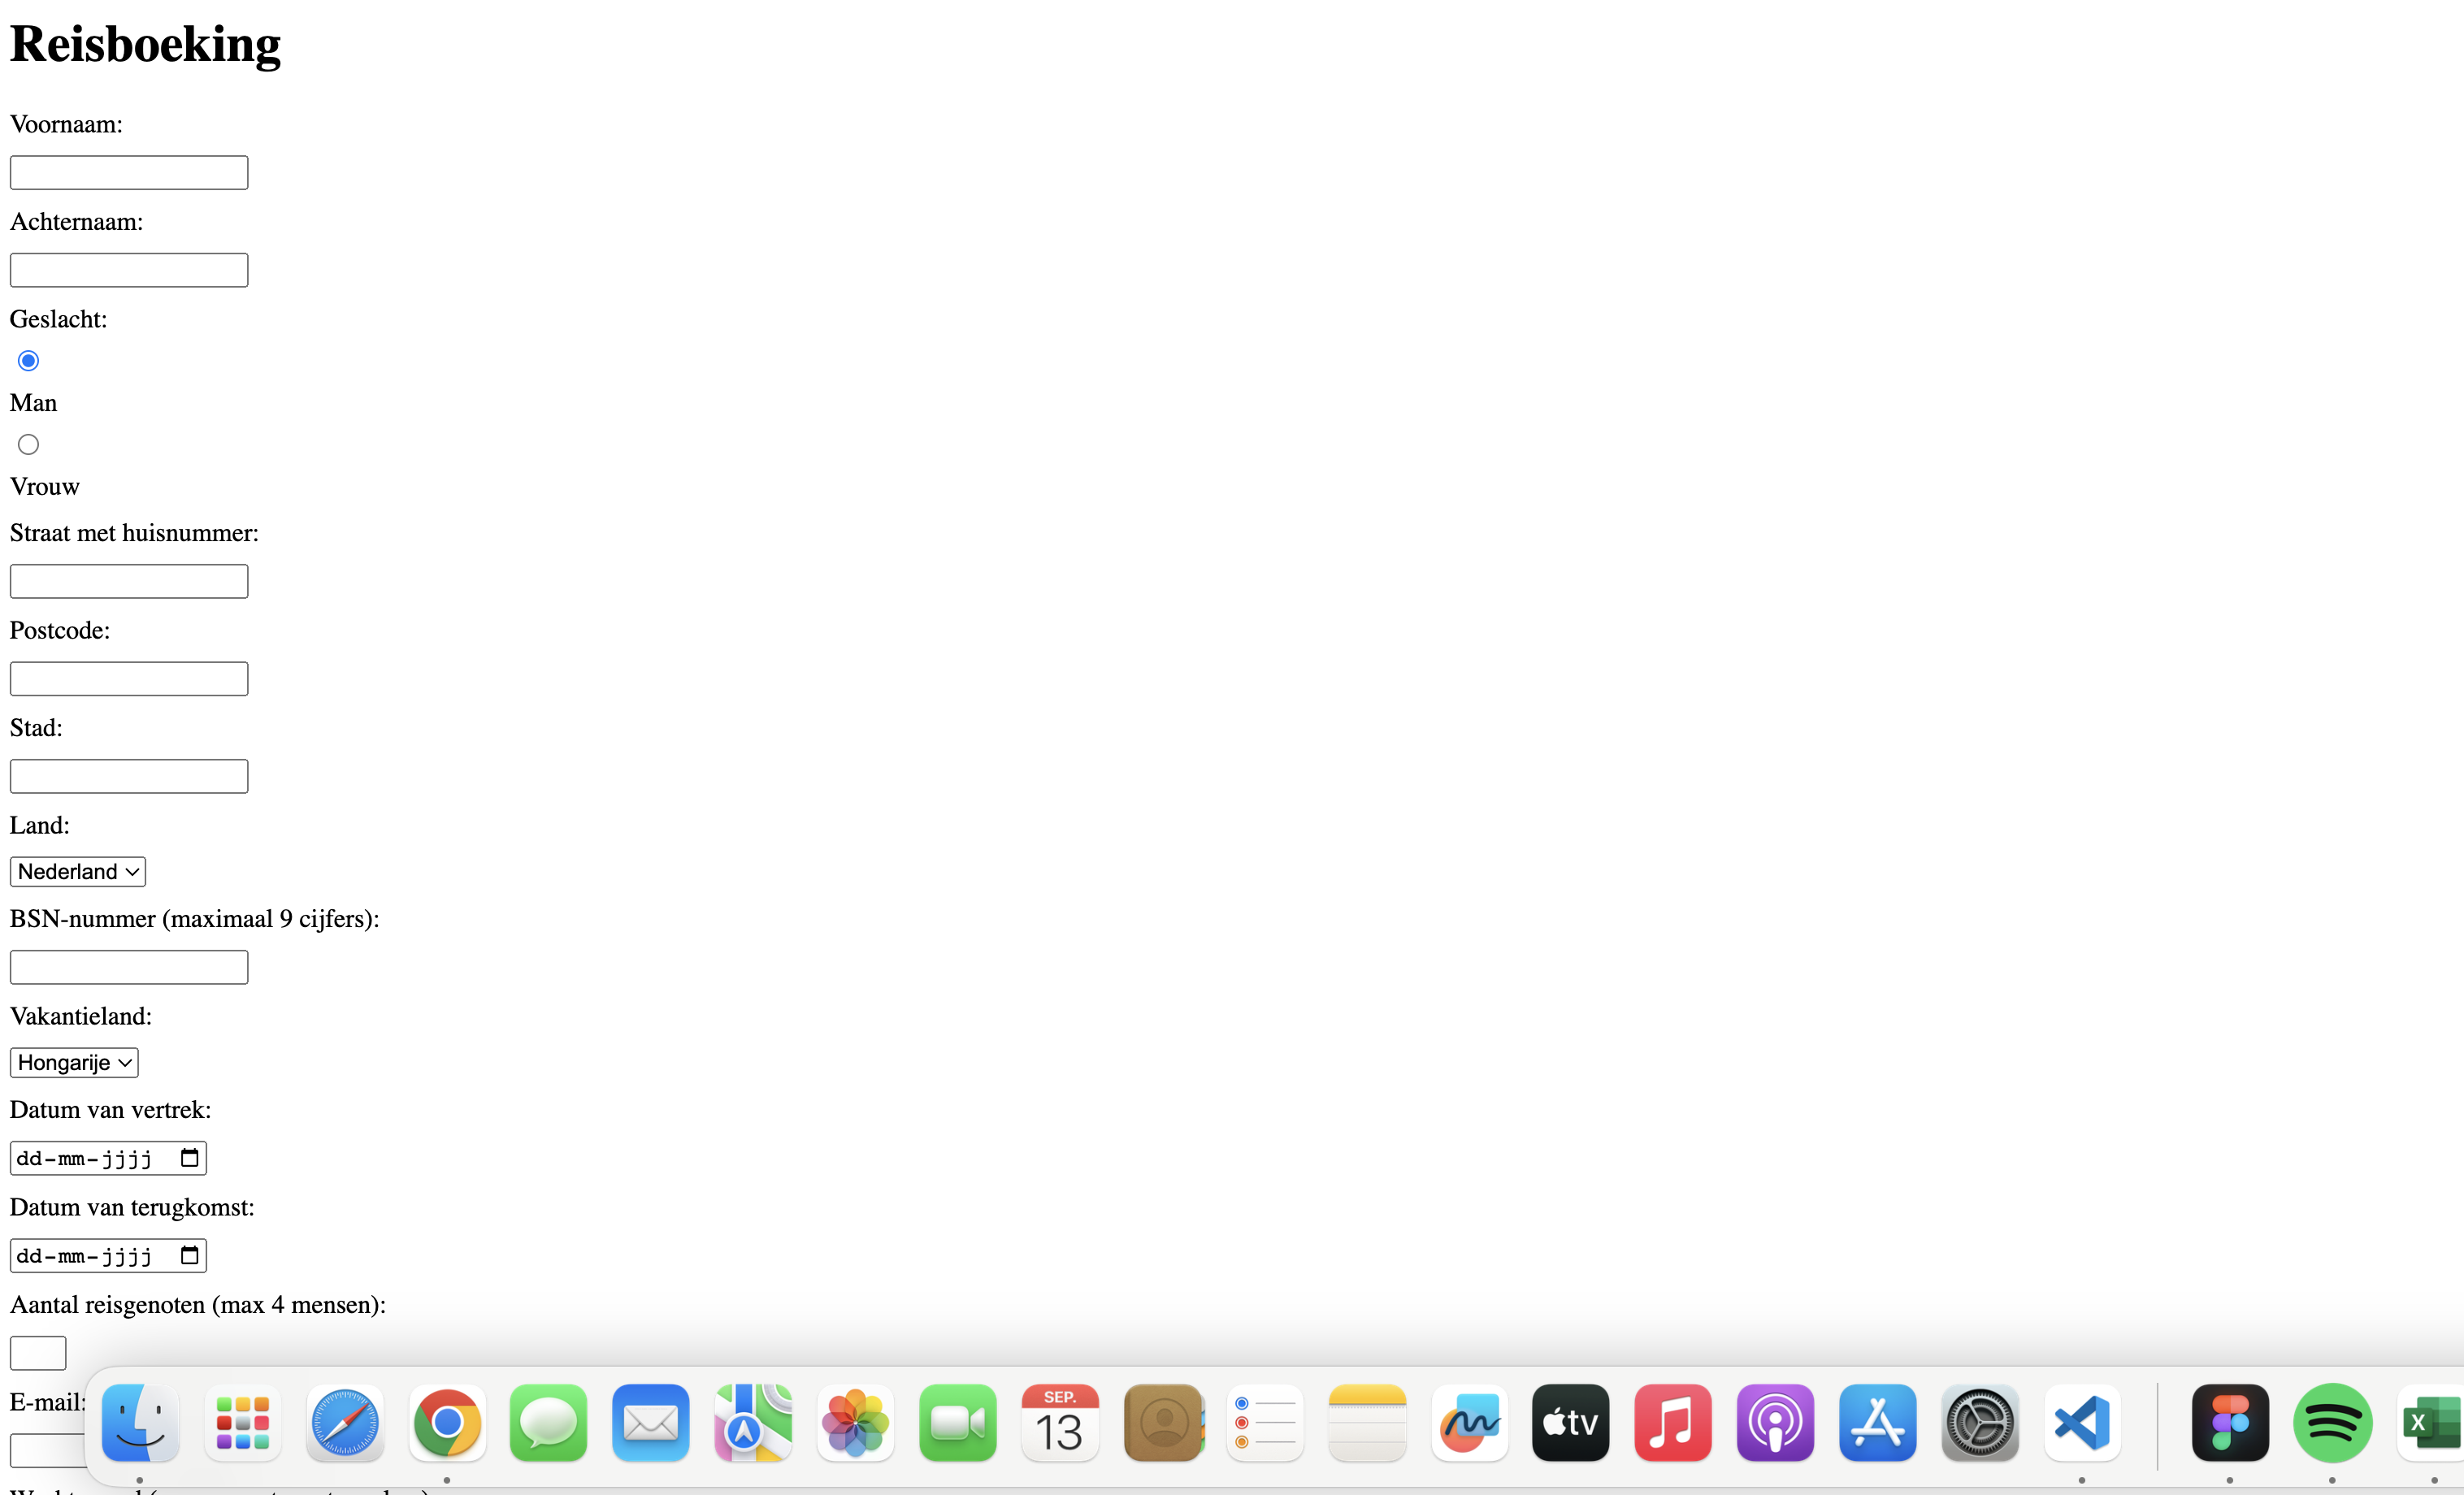 Reisboeking
Voornaam:
Achternaam:
Geslacht:
Man
Vrouw
Straat met huisnummer:
Postcode:
Stad:
Land:
Nederland
BSN-nummer (maximaal 9 cijfers):
Vakantieland:
Hongarije
Datum van vertrek:
dd-mm-jjjj
Datum van terugkomst:
dd-mm-jjjj
Aantal reisgenoten (max 4 mensen):
E-mail:
SEP.
13
tv
X